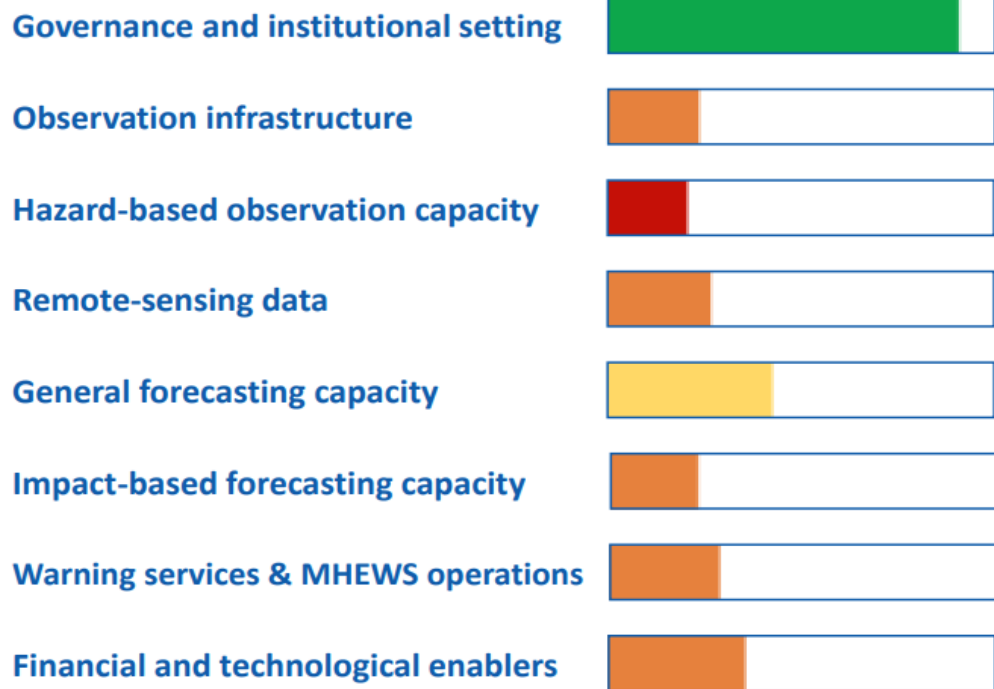 Governance and institutional setting
Observation infrastructure
Hazard-based observation capacity
Remote-sensing data
General forecasting capacity
Impact-based forecasting capacity
Warning services & MHEWS operations
Financial and technological enablers